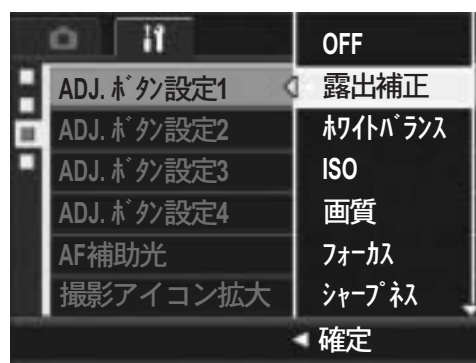 OFF
ADJ.ボタン設定1
露出補正
ADJ.ボタン設定2
ホワイトバランス
ADJ.ボタン設定3
ISO
ADJ.ボタン設定4
画質
AF補助光
フォーカス
撮影アイコン拡大
シャープネス
確定